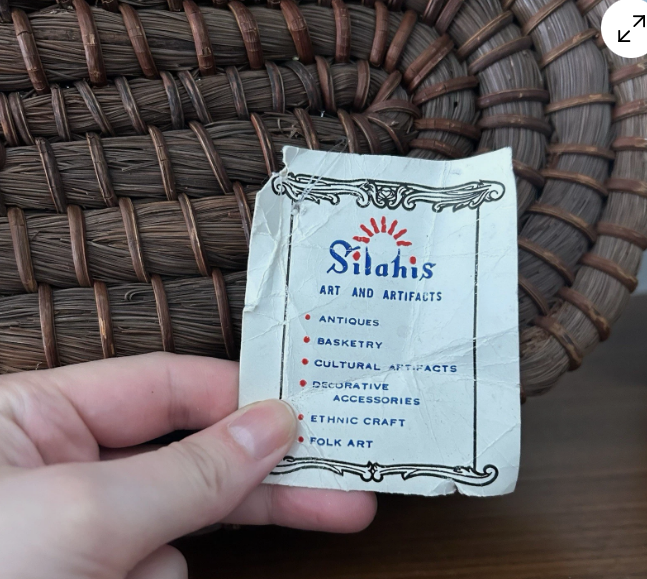 Silahis
ART AND ARTIFACTS
ANTIQUES
BASKETRY
CULTURAL ARTIFACTS
DECORATIVE
ACCESSORIES
ETHNIC CRAFT
FOLK ART